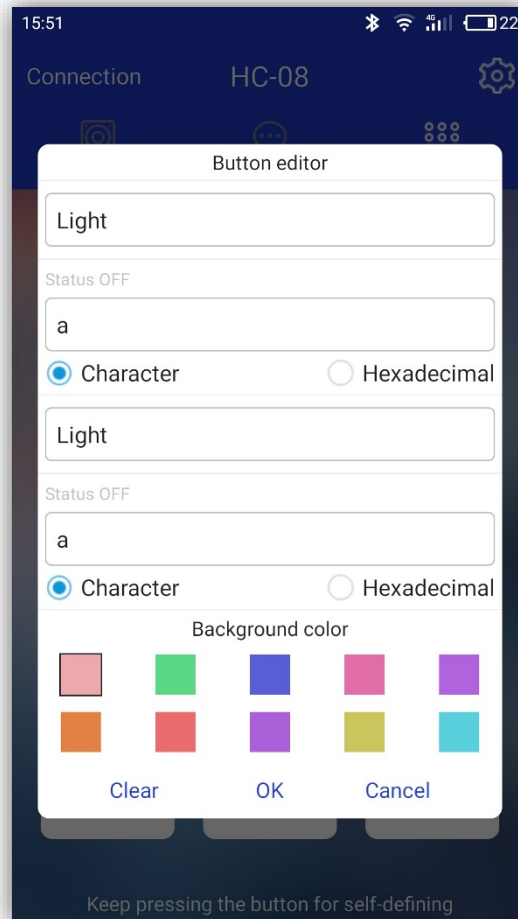 15:51
4G
22
Connection
HC-08
Button editor
Light
Status OFF
a
Character
Hexadecimal
Light
Status OFF
a
Character
Hexadecimal
Background color
Clear
OK
Cancel
Keep pressing the button for self-defining